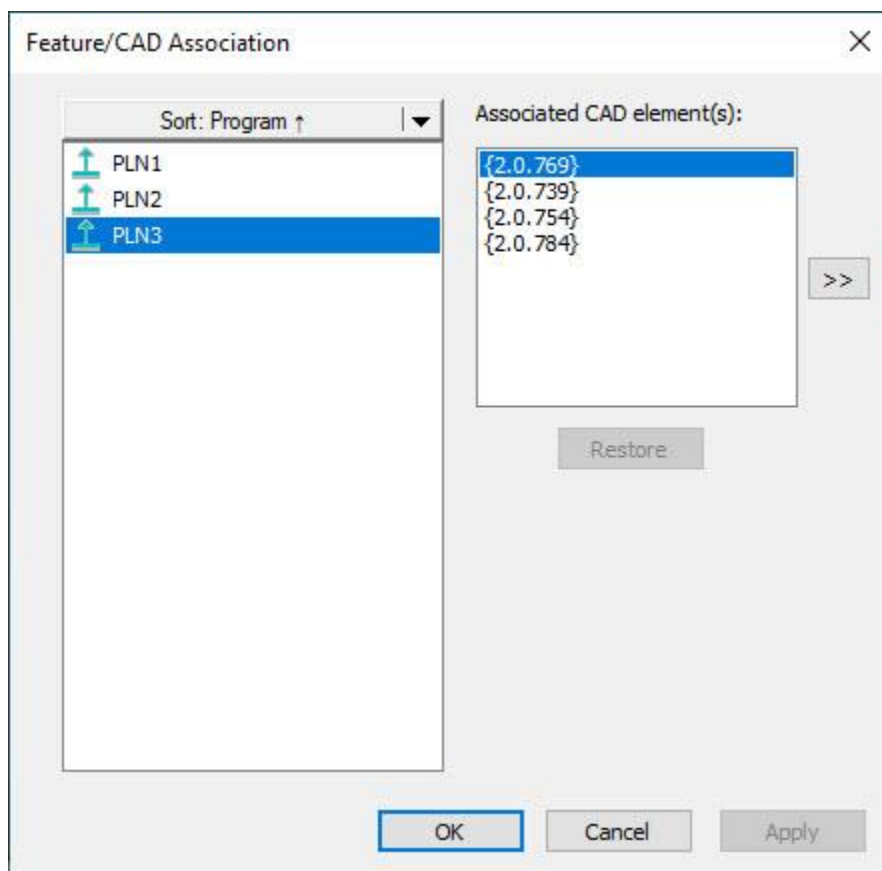 Feature/CAD Association
Sort: Program ↑
PLN1
PLN2
PLN3
Associated CAD element(s):
{2.0.769}
{2.0.739}
{2.0.754}
{2.0.784}
>>
Restore
OK
Cancel
Apply